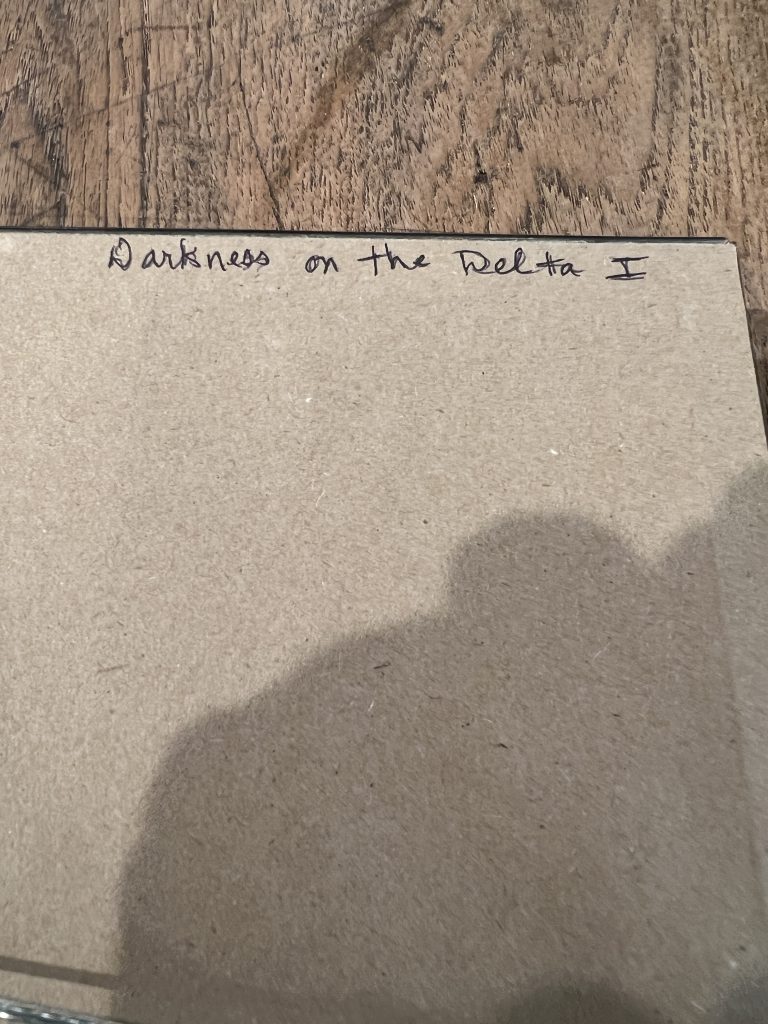 Darkness on the Delta I